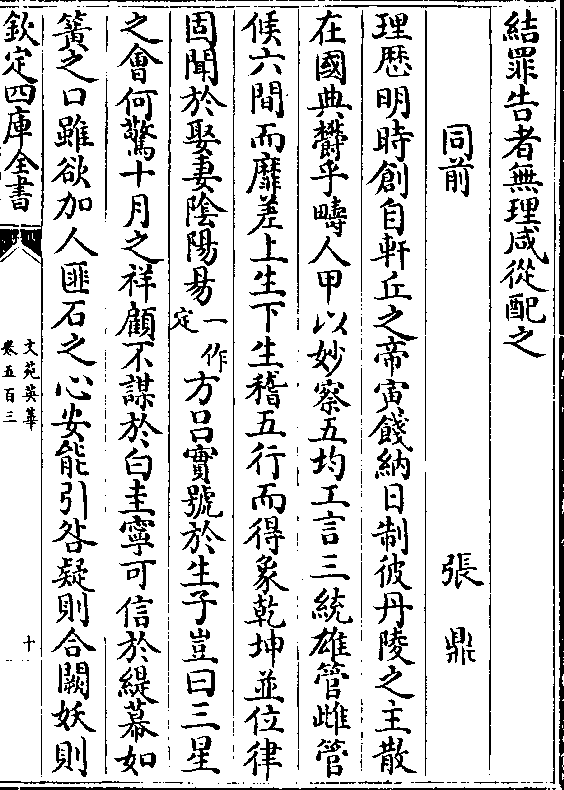 結罪告者無理咸從配之
同前　張鼎
理厯明時創自軒丘之帝寅餞納日制彼丹陵之主散
在國典欝乎疇人甲以妙察五均工言三統雄管雌管
候六間而靡差上生下生稽五行而得象乾坤並位律
固聞於娶妻陰陽易一作定方吕實號於生子豈曰三星
之會何驚十月之祥顧不謀於白圭寧可信於緹幕如
簧之口雖欲加人匪石之心安能引咎疑則合闕妖則
欽定四庫全書
文苑英華
卷五百三
十